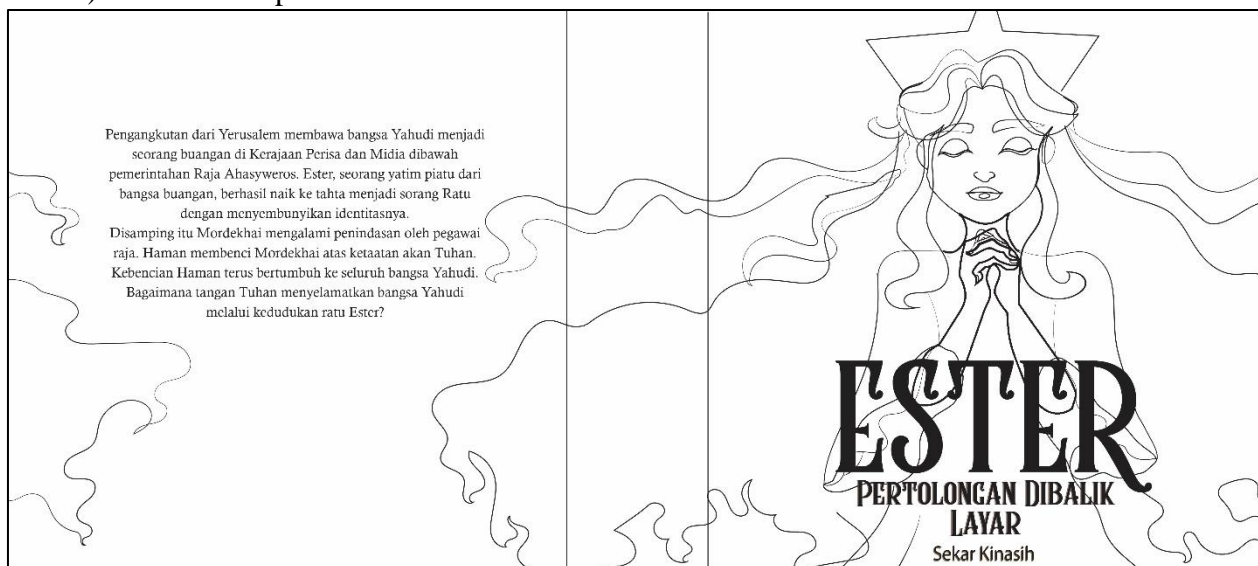 Pengangkutan dari Yerusalem membawa bangsa Yahudi menjadi
seorang buangan di Kerajaan Perisa dan Midia dibawah
pemerintahan Raja Ahasyweros. Ester, seorang yatim piatu dari
bangsa buangan, berhasil naik ke tahta menjadi sorang Ratu
dengan menyembunyikan identitasnya.
Disamping itu Mordekhai mengalami penindasan oleh pegawai
raja. Haman membenci Mordekhai atas ketaatan akan Tuhan.
Kebencian Haman terus bertumbuh ke seluruh bangsa Yahudi.
Bagaimana tangan Tuhan menyelamatkan bangsa Yahudi
melalui kedudukan ratu Ester?
ESTER
PERTOLONGAN DIBALIK
LAYAR
Sekar Kinasih